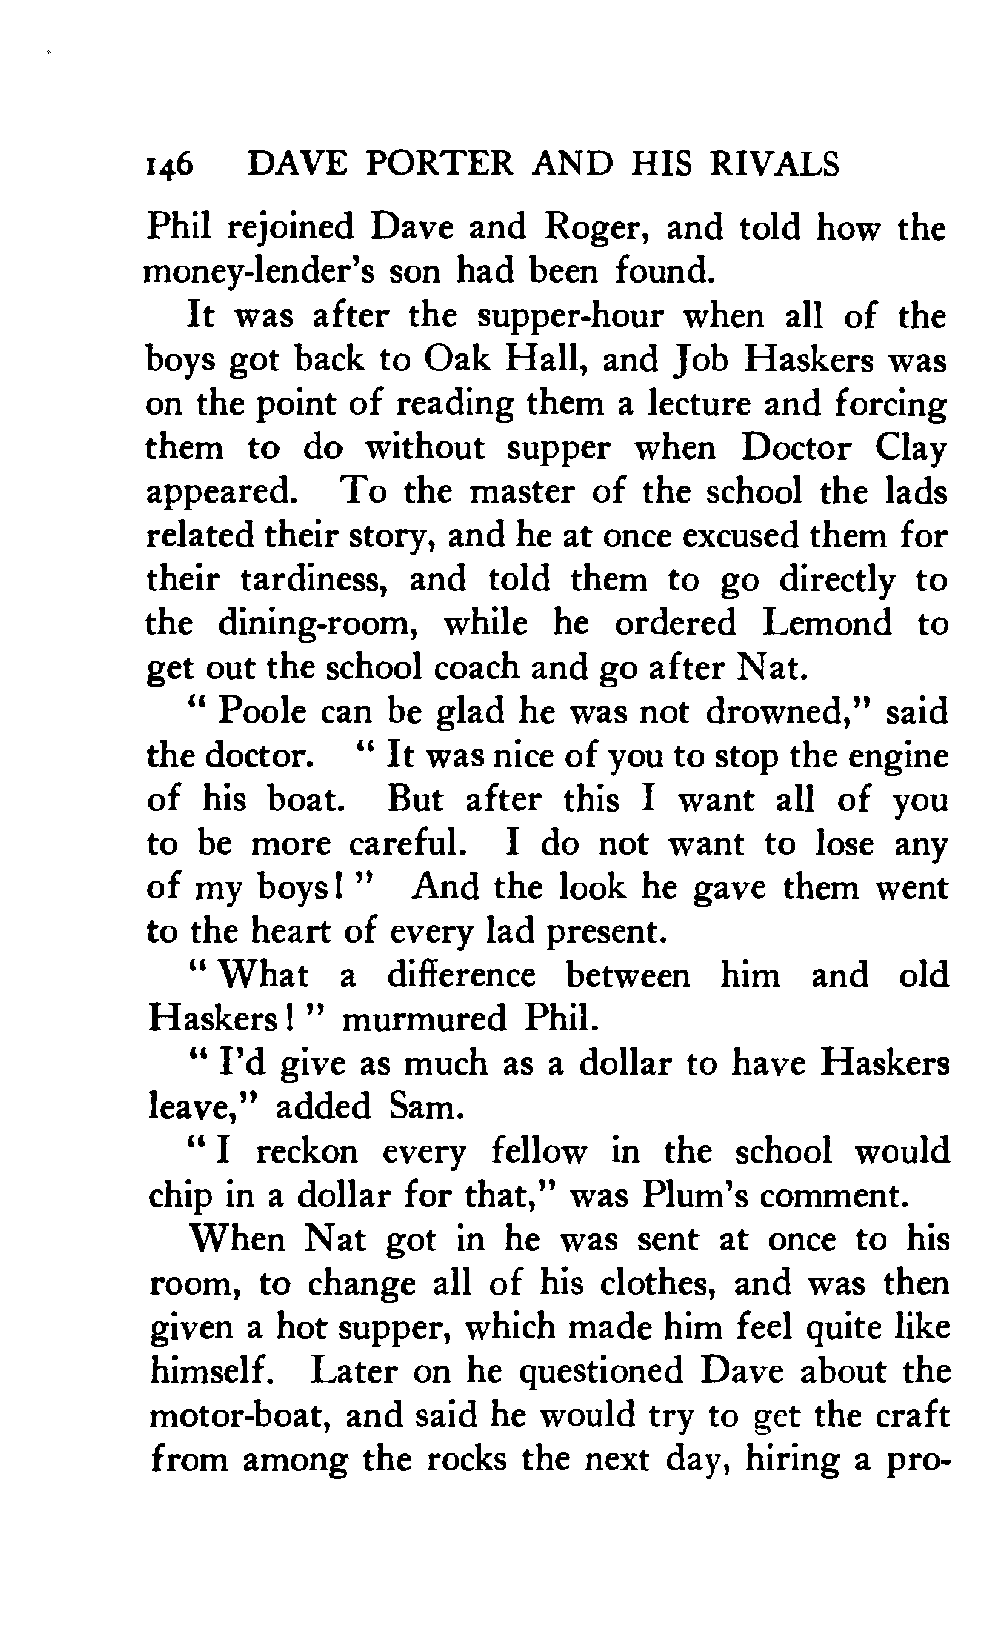 146 DAVE PORTER AND HIS RIVALS
Phil rejoined Dave and Roger, and told how the
money-lender's son had been found.
It was after the supper-hour when all of the
boys got back to Oak Hall, and Job Haskers was
on the point of reading them a lecture and forcing
them to do without supper when Doctor Clay
appeared. To the master of the school the lads
related their story, and he at once excused them for
their tardiness, and told them to go directly to
the dining-room, while he ordered Lemond to
get out the school coach and go after Nat.
" Poole can be glad he was not drowned," said
the doctor. " It was nice of you to stop the engine
of his boat. But after this I want all of you
to be more careful. I do not want to lose any
of my boys! " And the look he gave them went
to the heart of every lad present.
" What a difference between him and old
Haskers! " murmured Phil.
" I'd give as much as a dollar to have Haskers
leave," added Sam.
" I reckon every fellow in the school would
chip in a dollar for that," was Plum's comment.
When Nat got in he was sent at once to his
room, to change all of his clothes, and was then
given a hot supper, which made him feel quite like
himself. Later on he questioned Dave about the
motor-boat, and said he would try to get the craft
from among the rocks the next day, hiring a pro-